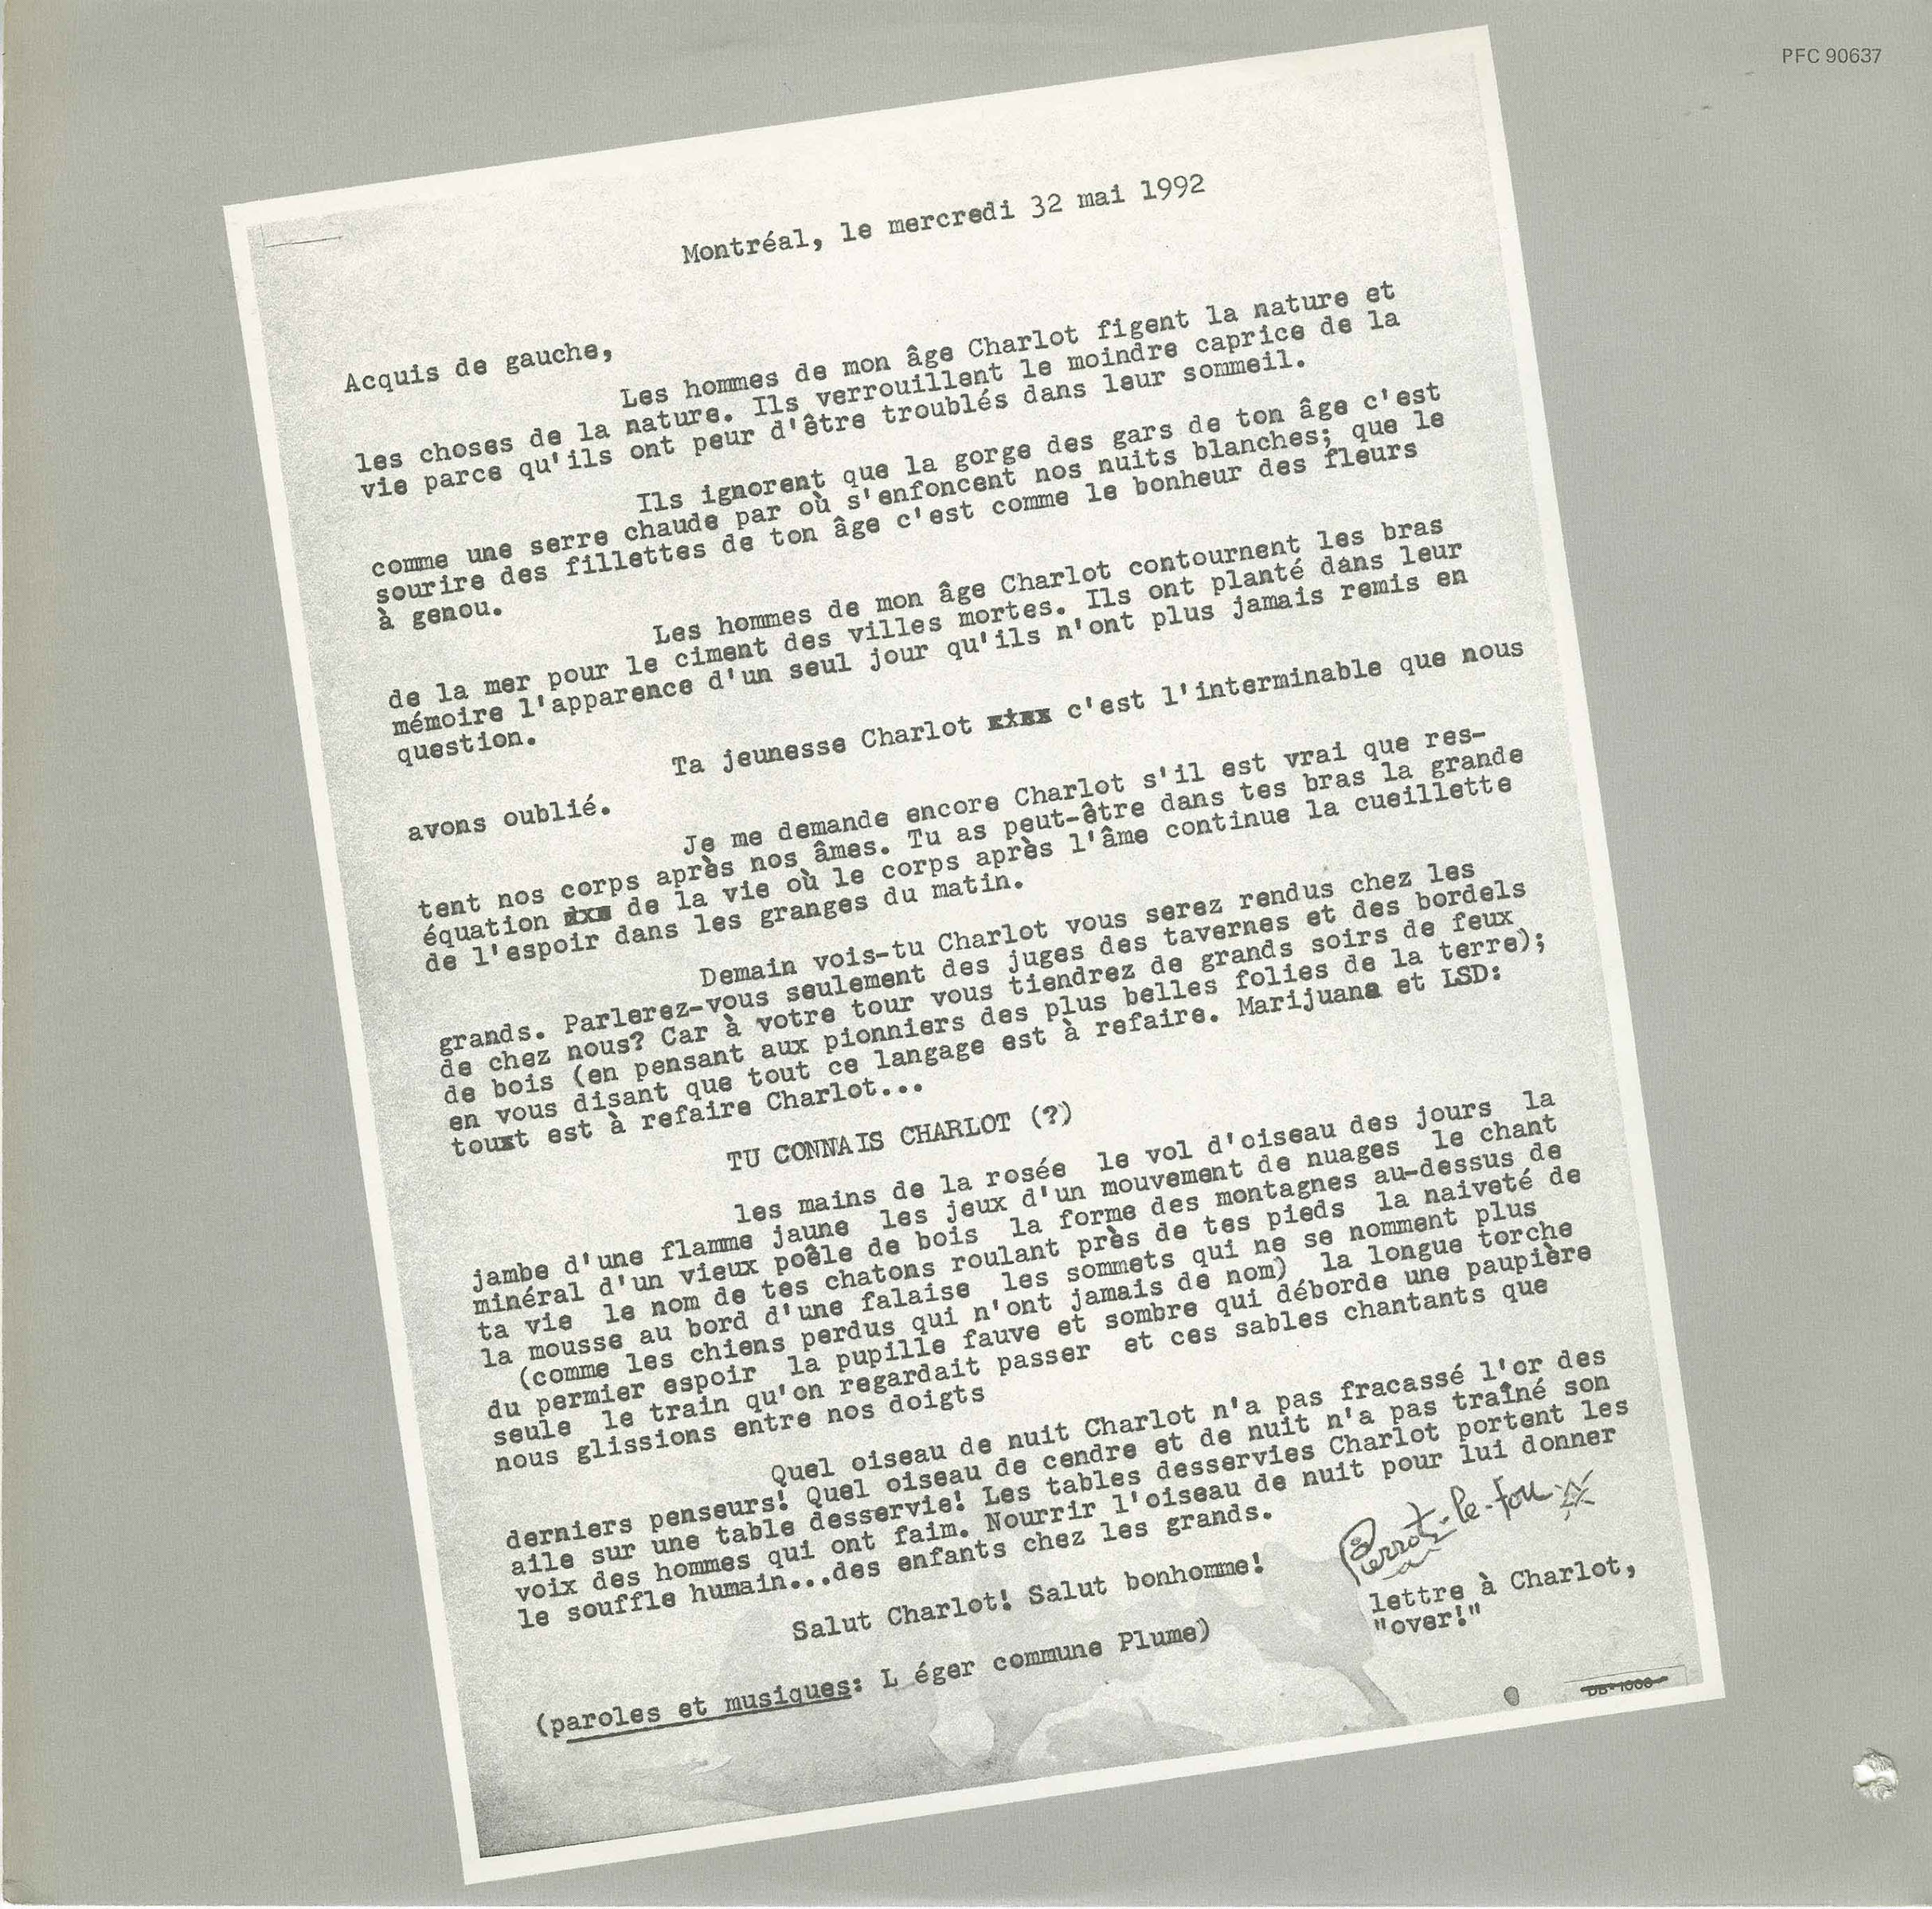 PFC 90637
Montréal, le mercredi 32 mai 1992
Acquis de gauche,
Les hommes de mon âge Charlot figent la nature et
les choses de la nature. Ils verrouillent le moindre caprice de la
vie parce qu'ils ont peur d'être troublés dans leur sommeil.
Ils ignorent que la gorge des gars de ton âge c'est
comme une serre chaude par où s'enfoncent nos nuits blanches; que le
sourire des fillettes de ton âge c'est comme le bonheur des fleurs
à genou.
Les hommes de mon âge Charlot contournent les bras
de la mer pour le ciment des villes mortes. Ils ont planté dans leur
mémoire l'apparence d'un seul jour qu'ils n'ont plus jamais remis en
question.
Ta jeunesse Charlot c'est l'interminable que nous
avons oublié.
Je me demande encore Charlot s'il est vrai que res-
tent nos corps après nos âmes. Tu as peut-être dans tes bras la grande
équation de la vie où le corps après l'âme continue la cueillette
de l'espoir dans les granges du matin.
Demain vois-tu Charlot vous serez rendus chez les
grands. Parlerez-vous seulement des juges des tavernes et des bordels
de chez nous? Car à votre tour vous tiendrez de grands soirs de feux
de bois (en pensant aux pionniers des plus belles folies de la terre);
en vous disant que tout ce langage est à refaire. Marijuana et LSD:
tout est à refaire Charlot...
TU CONNAIS CHARLOT (?)
les mains de la rosée le vol d'oiseau des jours la
jambe d'une flamme jaune les jeux d'un mouvement de nuages le chant
minéral d'un vieux poêle de bois la forme des montagnes au-dessus de
ta vie le nom de tes chatons roulant près de tes pieds la naiveté de
la mousse au bord d'une falaise les sommets qui ne se nomment plus
(comme les chiens perdus qui n'ont jamais de nom) la longue torche
du permier espoir la pupille fauve et sombre qui déborde une paupière
seule le train qu'on regardait passer et ces sables chantants que
nous glissions entre nos doigts
Quel oiseau de nuit Charlot n'a pas fracassé l'or des
derniers penseurs! Quel oiseau de cendre et de nuit n'a pas traîné son
aile sur une table desservie! Les tables desservies Charlot portent les
voix des hommes qui ont faim. Nourrir l'oiseau de nuit pour lui donner
le souffle humain...des enfants chez les grands.
Salut Charlot! Salut bonhomme!
Pierrot-le-fou
lettre à Charlot,
"over!"
(paroles et musiques: L éger commune Plume)
DB-1000